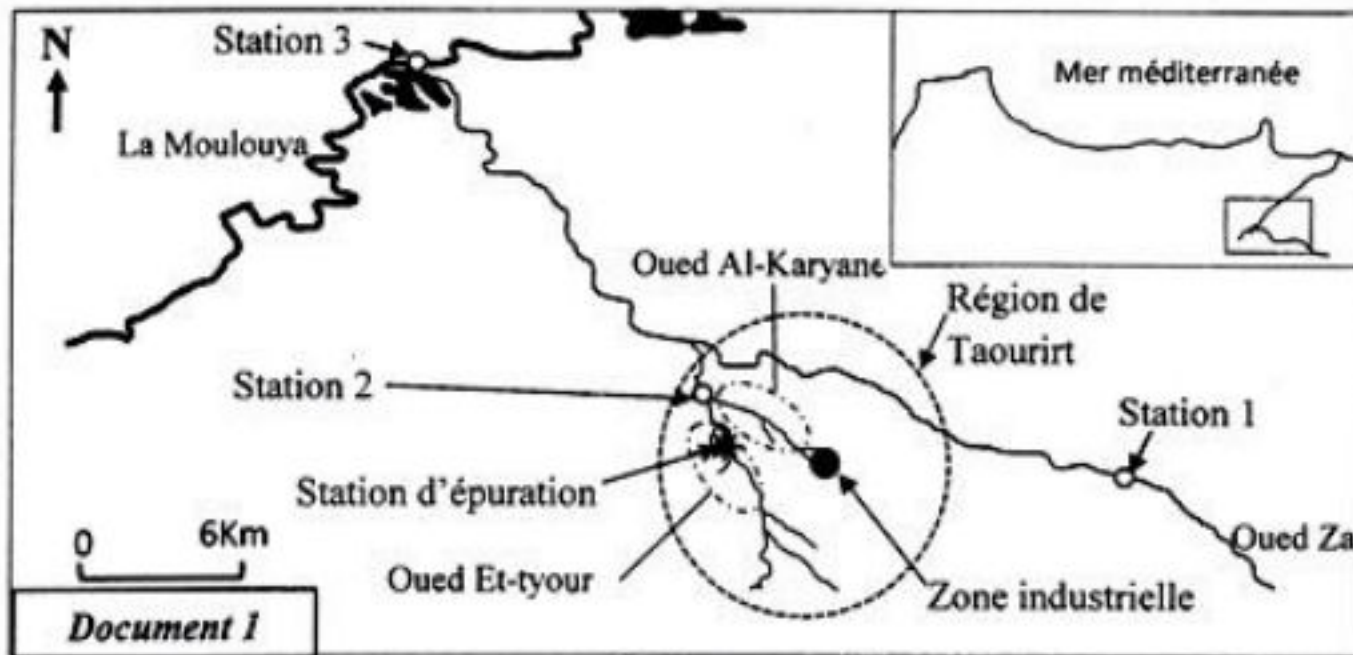 N
Station 3
Mer méditerranée
La Moulouya
Oued Al-Karyane
Région de
Taourirt
Station 2
Station 1
Station d'épuration
0 6Km
Oued Za
Oued Et-tyour
Zone industrielle
Document 1